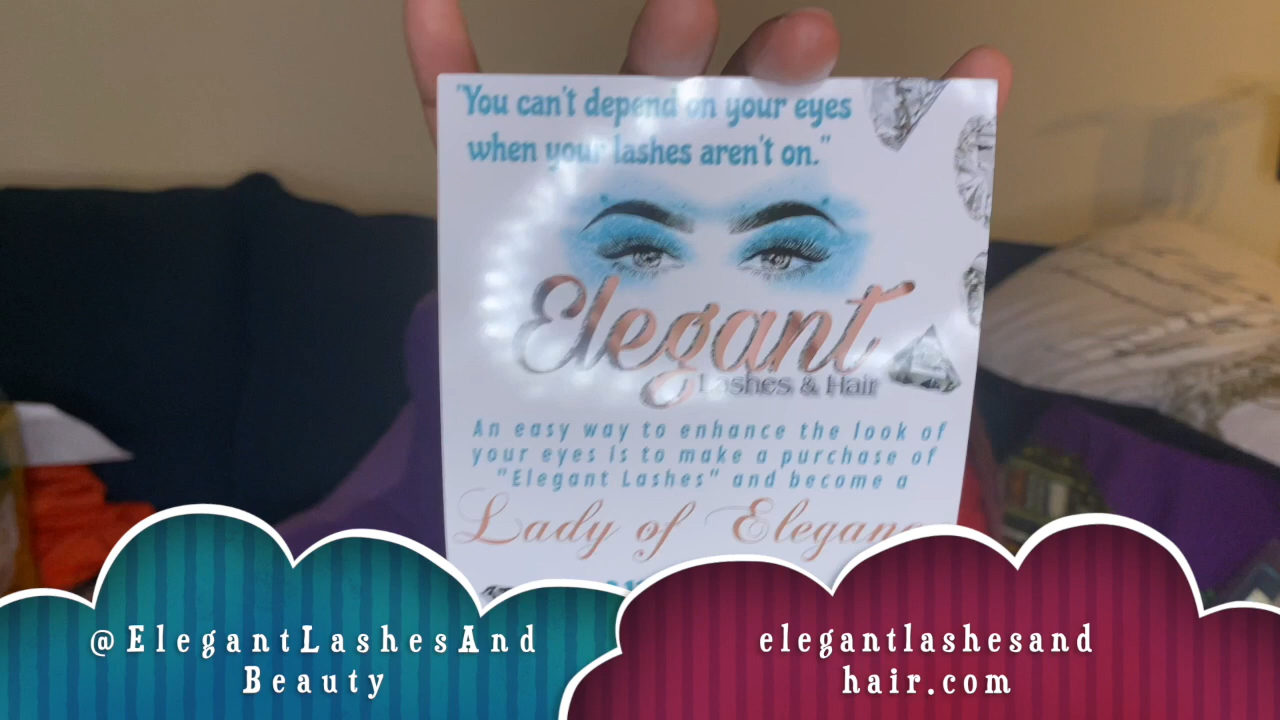 "You can't depend on your eyes
when your lashes aren't on."
Elegant
Lashes & Hair
An easy way to enhance the look of
your eyes is to make a purchase of
"Elegant Lashes" and become a
Lady of Eleganc
@ElegantLashesAnd
Beauty
elegantlashesand
hair.com